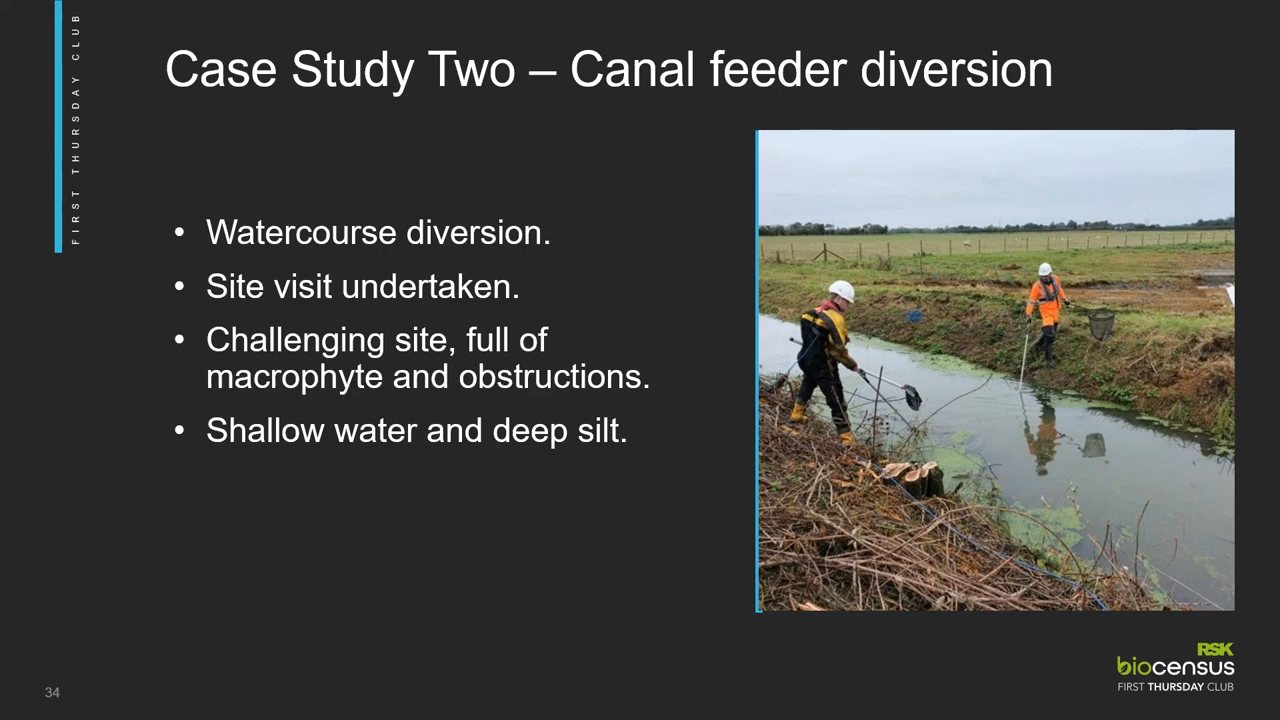 FIRST THURSDAY CLUB
Case Study Two – Canal feeder diversion
• Watercourse diversion.
• Site visit undertaken.
• Challenging site, full of
macrophyte and obstructions.
• Shallow water and deep silt.
RSK
biocensus
FIRST THURSDAY CLUB
34